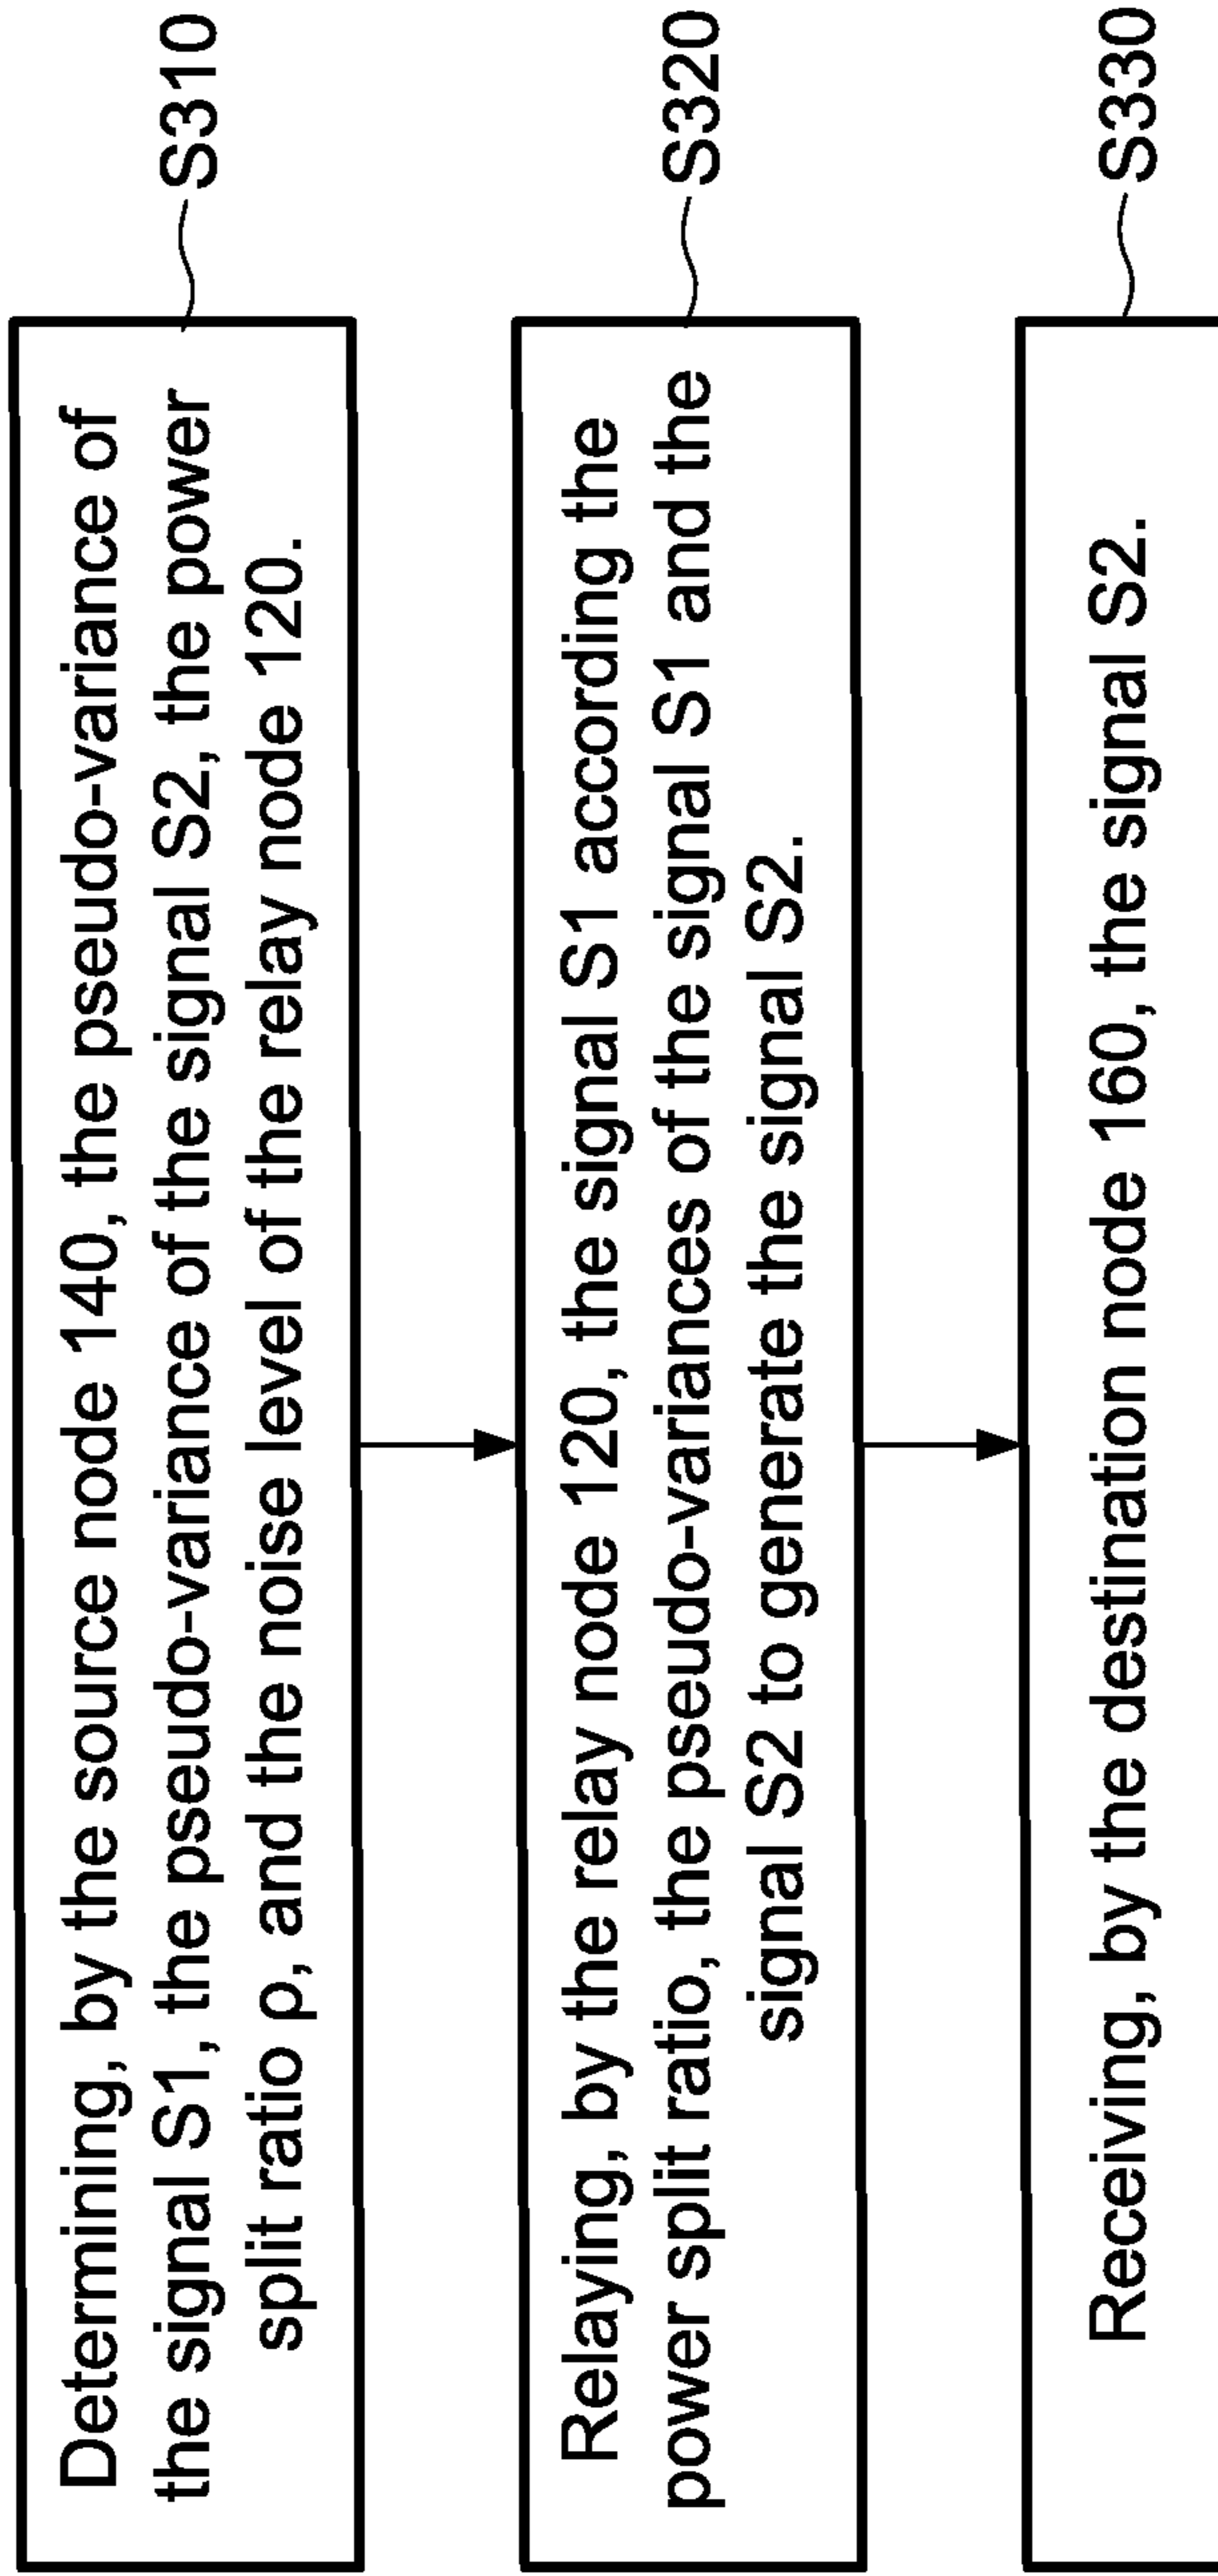 Determining, by the source node 140, the pseudo-variance of
the signal S1, the pseudo-variance of the signal S2, the power
split ratio ρ, and the noise level of the relay node 120.
S310
Relaying, by the relay node 120, the signal S1 according the
power split ratio, the pseudo-variances of the signal S1 and the
signal S2 to generate the signal S2.
S320
Receiving, by the destination node 160, the signal S2.
S330